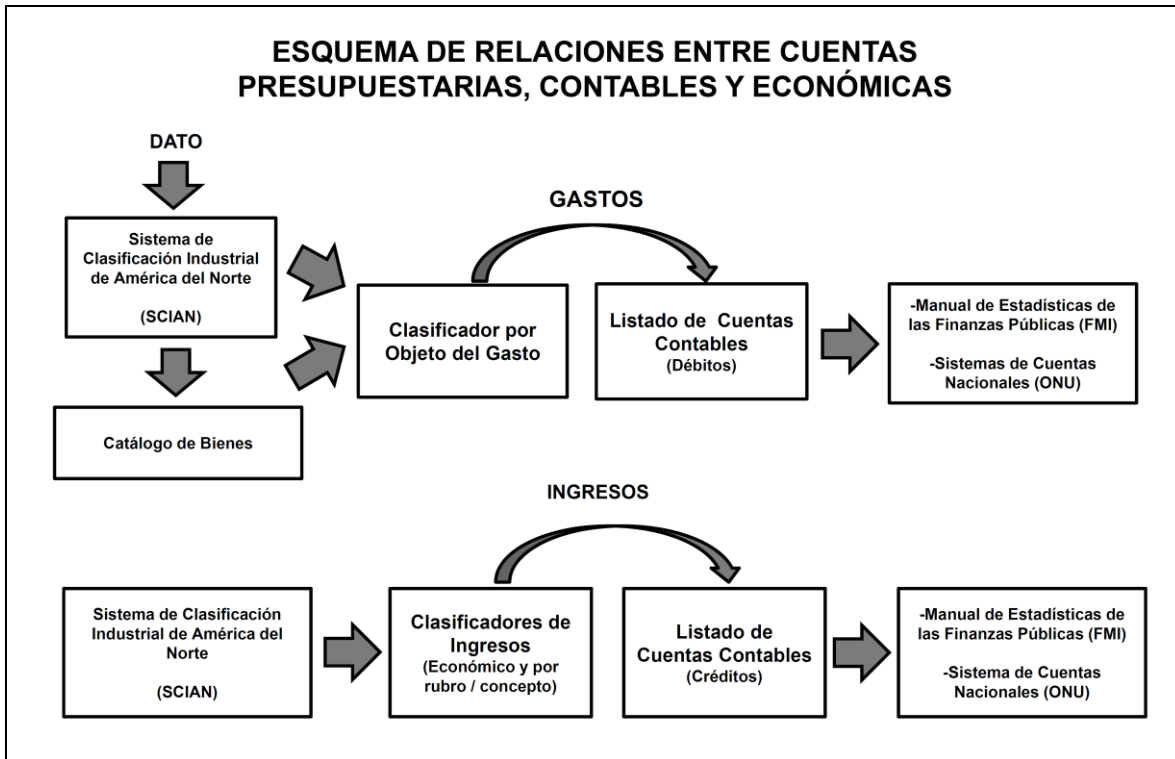 ESQUEMA DE RELACIONES ENTRE CUENTAS
PRESUPUESTARIAS, CONTABLES Y ECONÓMICAS
DATO
GASTOS
Sistema de
Clasificación Industrial
de América del Norte
(SCIAN)
Clasificador por
Objeto del Gasto
Listado de Cuentas
Contables
(Débitos)
-Manual de Estadísticas de
las Finanzas Públicas (FMI)
-Sistemas de Cuentas
Nacionales (ONU)
Catálogo de Bienes
INGRESOS
Sistema de Clasificación
Industrial de América del
Norte
(SCIAN)
Clasificadores de
Ingresos
(Económico y por
rubro / concepto)
Listado de
Cuentas Contables
(Créditos)
-Manual de Estadísticas de
las Finanzas Públicas (FMI)
-Sistema de Cuentas
Nacionales (ONU)